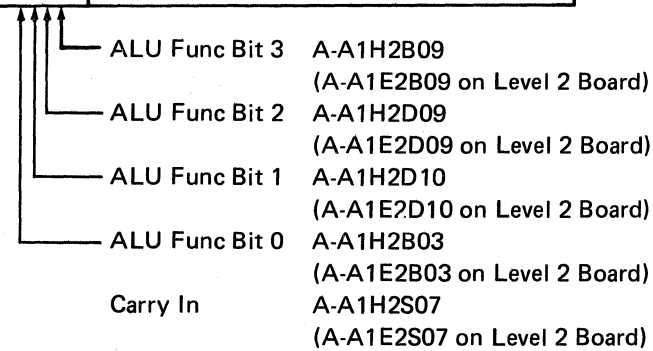 ALU Func Bit 3 A-A1H2B09
(A-A1E2B09 on Level 2 Board)
ALU Func Bit 2 A-A1H2D09
(A-A1E2D09 on Level 2 Board)
ALU Func Bit 1 A-A1H2D10
(A-A1E2D10 on Level 2 Board)
ALU Func Bit 0 A-A1H2B03
(A-A1E2B03 on Level 2 Board)
Carry In A-A1H2S07
(A-A1E2S07 on Level 2 Board)